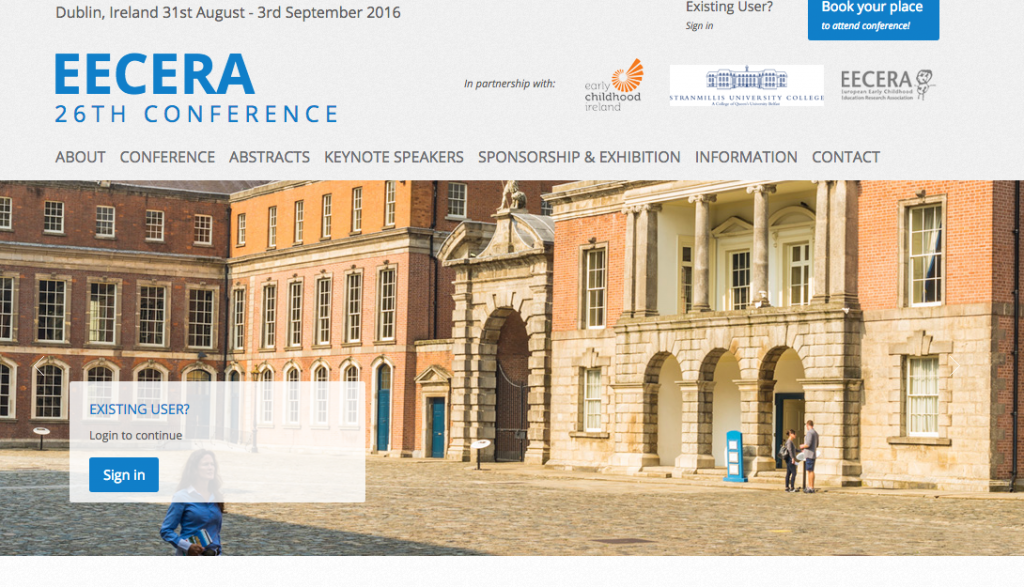 Dublin, Ireland 31st August - 3rd September 2016
Existing User?
Sign in
Book your place
to attend conference!
EECERA
26TH CONFERENCE
In partnership with:
early
childhood
ireland
STRANMILLIS UNIVERSITY COLLEGE
A College of Queen's University Belfast
EECERA
European Early Childhood
Education Research Association
ABOUT CONFERENCE ABSTRACTS KEYNOTE SPEAKERS SPONSORSHIP & EXHIBITION INFORMATION CONTACT
EXISTING USER?
Login to continue
Sign in